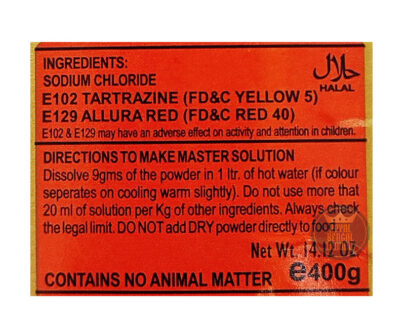 INGREDIENTS:
SODIUM CHLORIDE
E102 TARTRAZINE (FD&C YELLOW 5)
E129 ALLURA RED (FD&C RED 40)
E102 & E129 may have an adverse effect on activity and attention in children.
حلال
HALAL
DIRECTIONS TO MAKE MASTER SOLUTION
Dissolve 9gms of the powder in 1 ltr. of hot water (if colour
seperates on cooling warm slightly). Do not use more that
20 ml of solution per Kg of other ingredients. Always check
the legal limit. DO NOT add DRY powder directly to food.
Net Wt. 14.12 OZ.
℮400g
CONTAINS NO ANIMAL MATTER